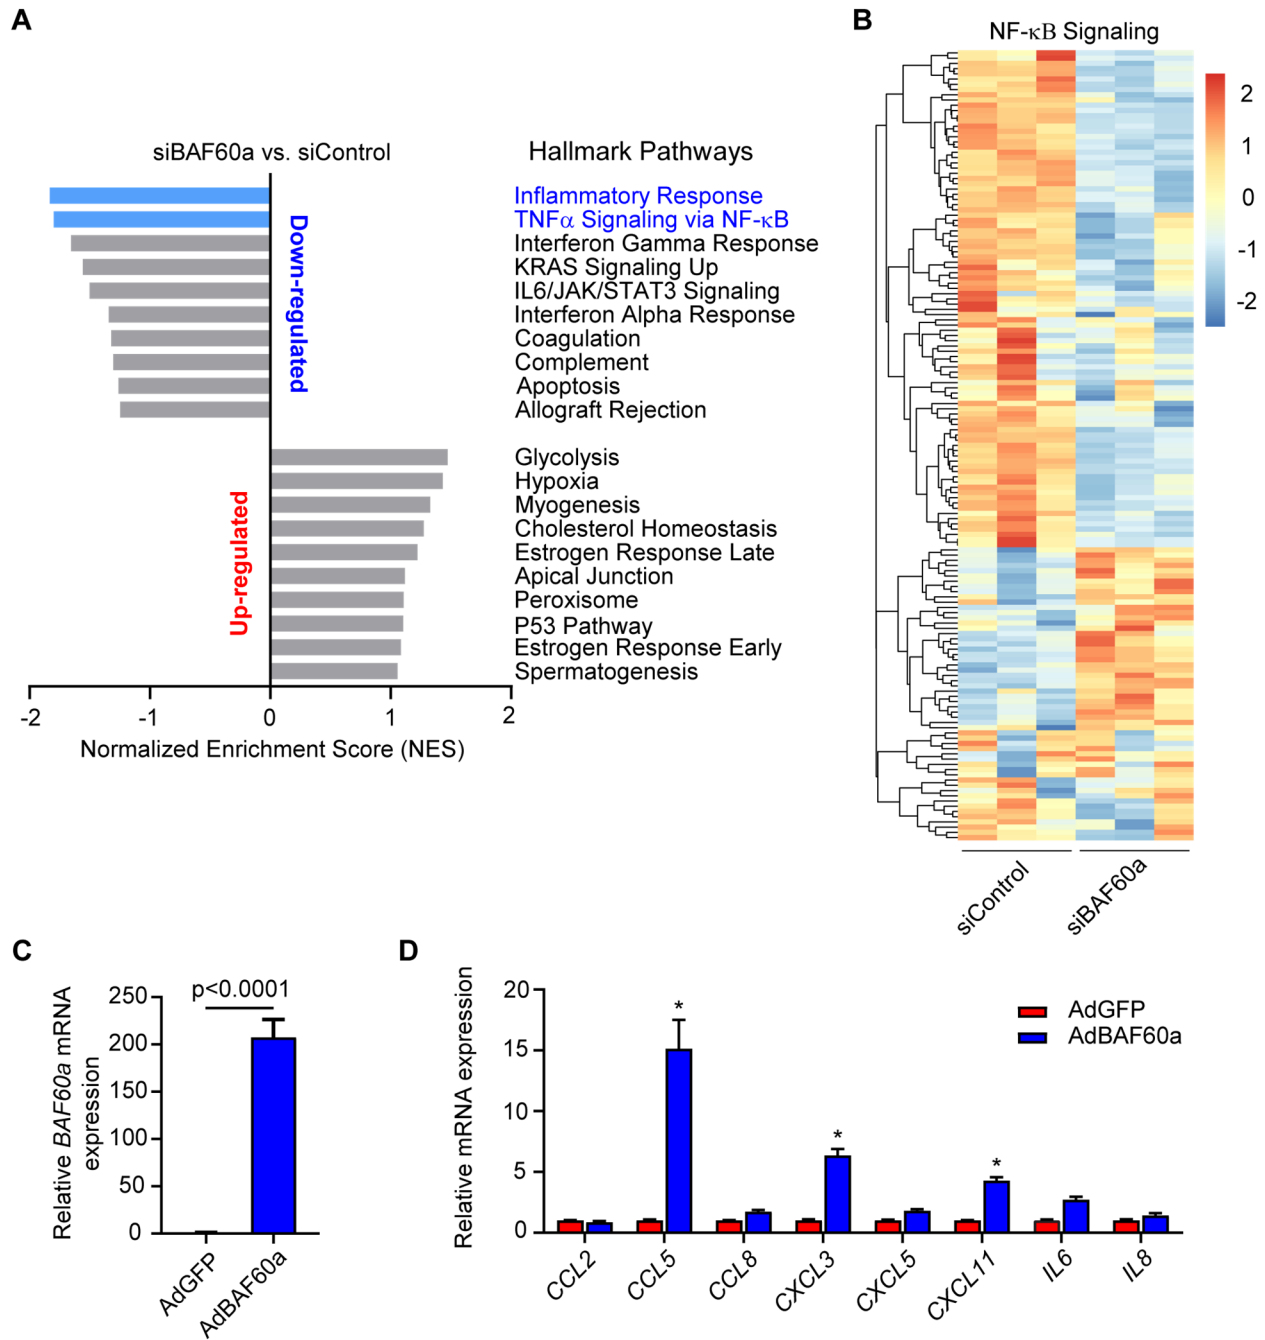 A
siBAF60a vs. siControl
Hallmark Pathways
Down-regulated
Inflammatory Response
TNFα Signaling via NF-κB
Interferon Gamma Response
KRAS Signaling Up
IL6/JAK/STAT3 Signaling
Interferon Alpha Response
Coagulation
Complement
Apoptosis
Allograft Rejection
Up-regulated
Glycolysis
Hypoxia
Myogenesis
Cholesterol Homeostasis
Estrogen Response Late
Apical Junction
Peroxisome
P53 Pathway
Estrogen Response Early
Spermatogenesis
-2 -1 0 1 2
Normalized Enrichment Score (NES)
B
NF-κB Signaling
2
1
0
-1
-2
siControl siBAF60a
C
Relative BAF60a mRNA
expression
p<0.0001
250
200
150
100
50
0
AdGFP AdBAF60a
D
Relative mRNA expression
20
15
10
5
0
* * *
AdGFP
AdBAF60a
CCL2 CCL5 CCL8 CXCL3 CXCL5 CXCL11 IL6 IL8